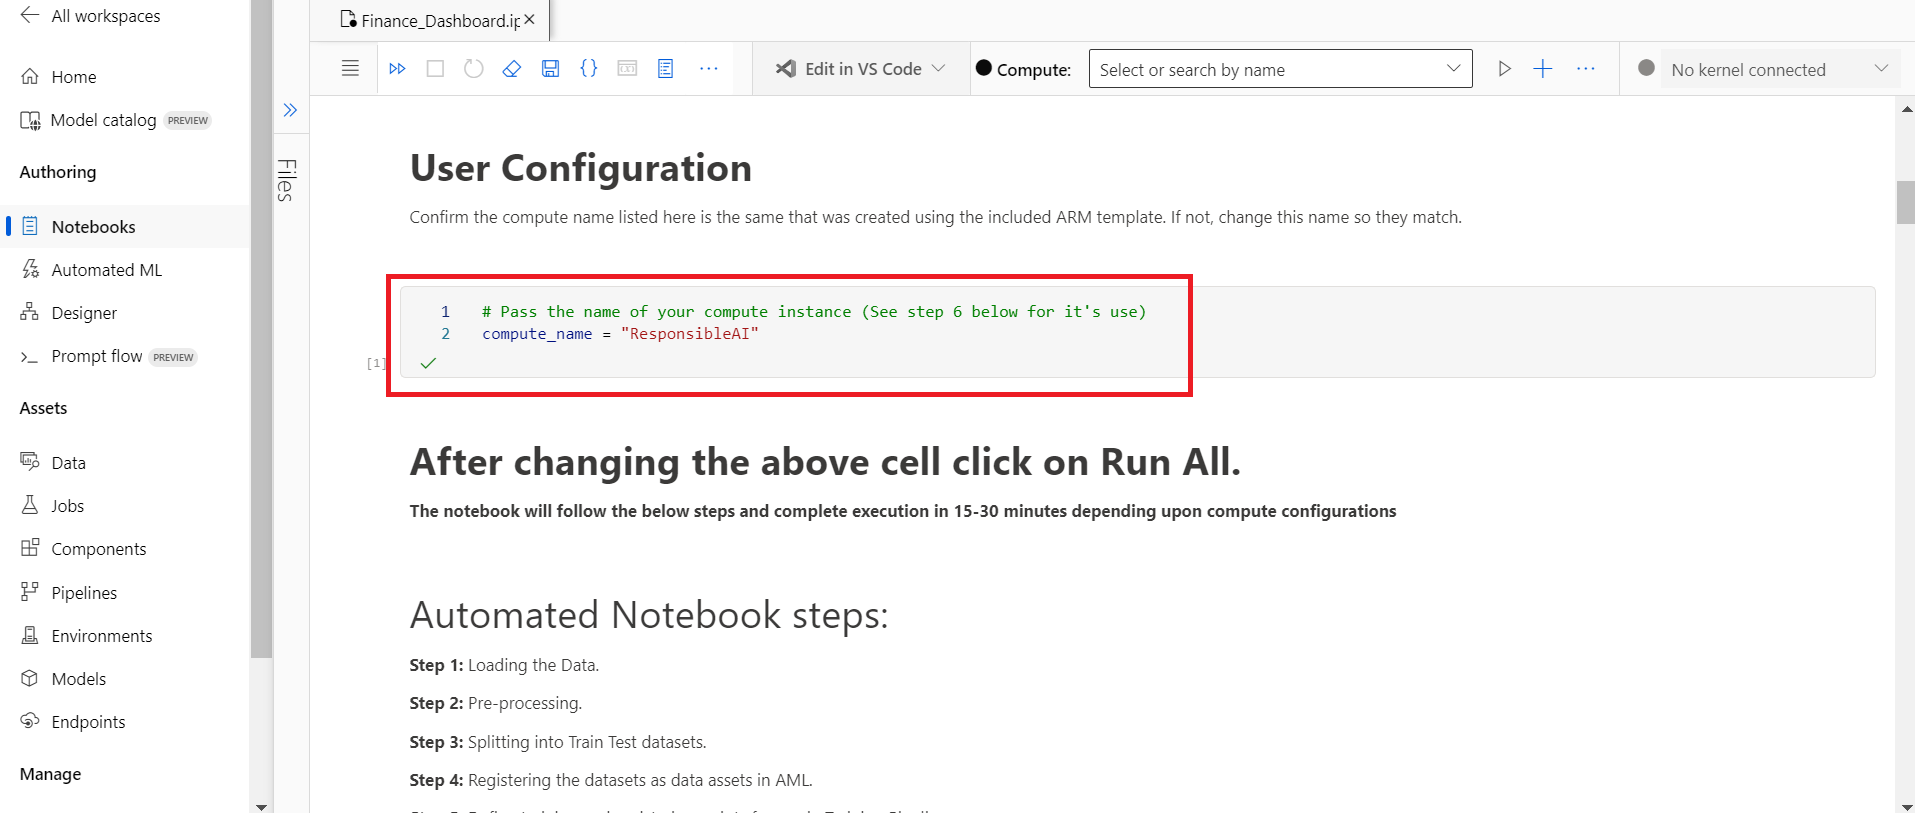 All workspaces
Home
Model catalog PREVIEW
Authoring
Notebooks
Automated ML
Designer
Prompt flow PREVIEW
Assets
Data
Jobs
Components
Pipelines
Environments
Models
Endpoints
Manage
Files
Finance_Dashboard.ip
Edit in VS Code
Compute:
Select or search by name
No kernel connected
User Configuration
Confirm the compute name listed here is the same that was created using the included ARM template. If not, change this name so they match.
1 # Pass the name of your compute instance (See step 6 below for it's use)
2 compute_name = "ResponsibleAI"
[1]
After changing the above cell click on Run All.
The notebook will follow the below steps and complete execution in 15-30 minutes depending upon compute configurations
Automated Notebook steps:
Step 1: Loading the Data.
Step 2: Pre-processing.
Step 3: Splitting into Train Test datasets.
Step 4: Registering the datasets as data assets in AML.